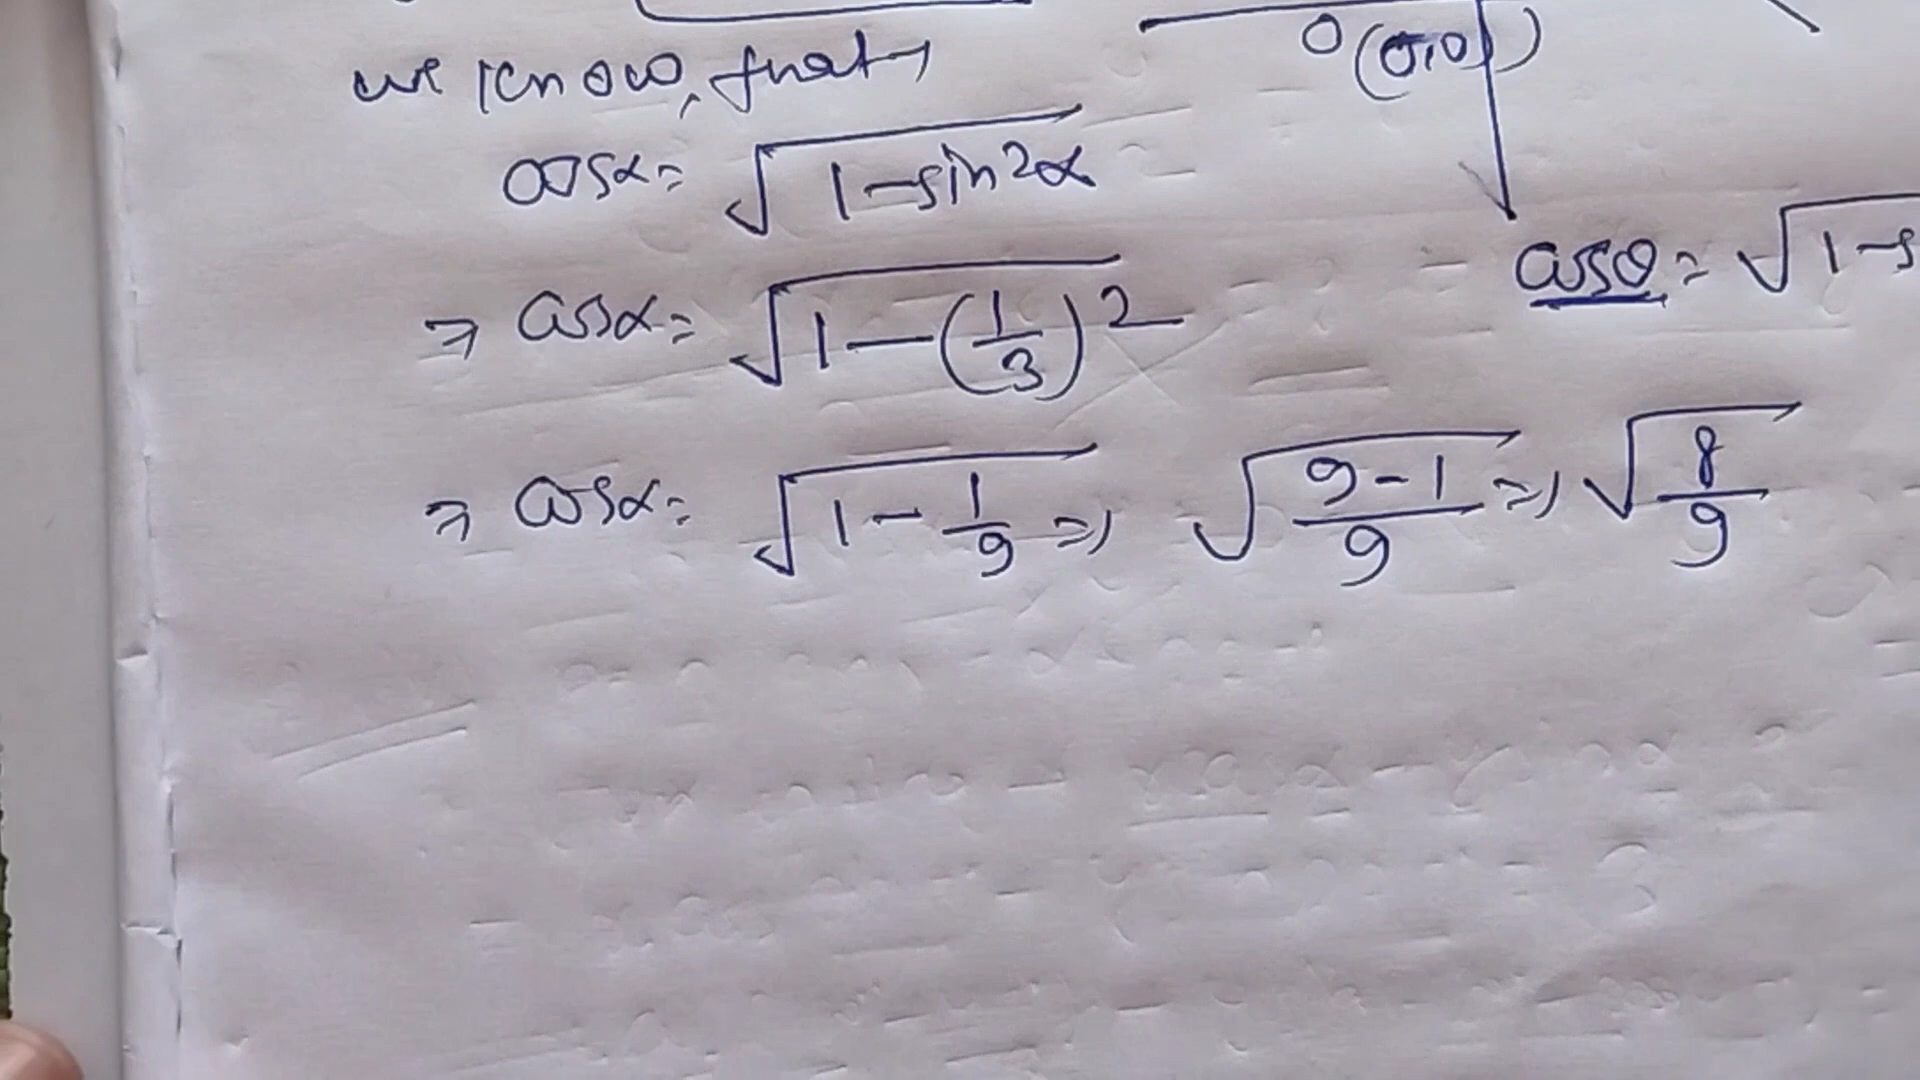 we know, that,
O(0,0)
cosα = √1-sin2α
cosθ = √1-s
⇒ cosα = √1-(1/3)2
⇒ cosα = √1-1/9 ⇒, √9-1/9 ⇒, √8/9